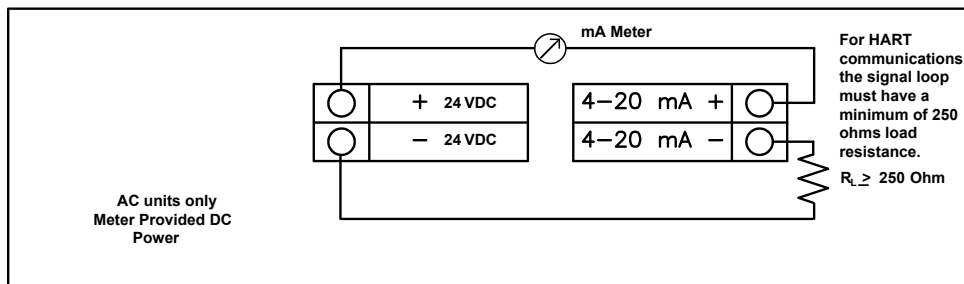 mA Meter
For HART
communications
the signal loop
must have a
minimum of 250
ohms load
resistance.
R_L ≥ 250 Ohm
+ 24 VDC
− 24 VDC
4–20 mA +
4–20 mA −
AC units only
Meter Provided DC
Power